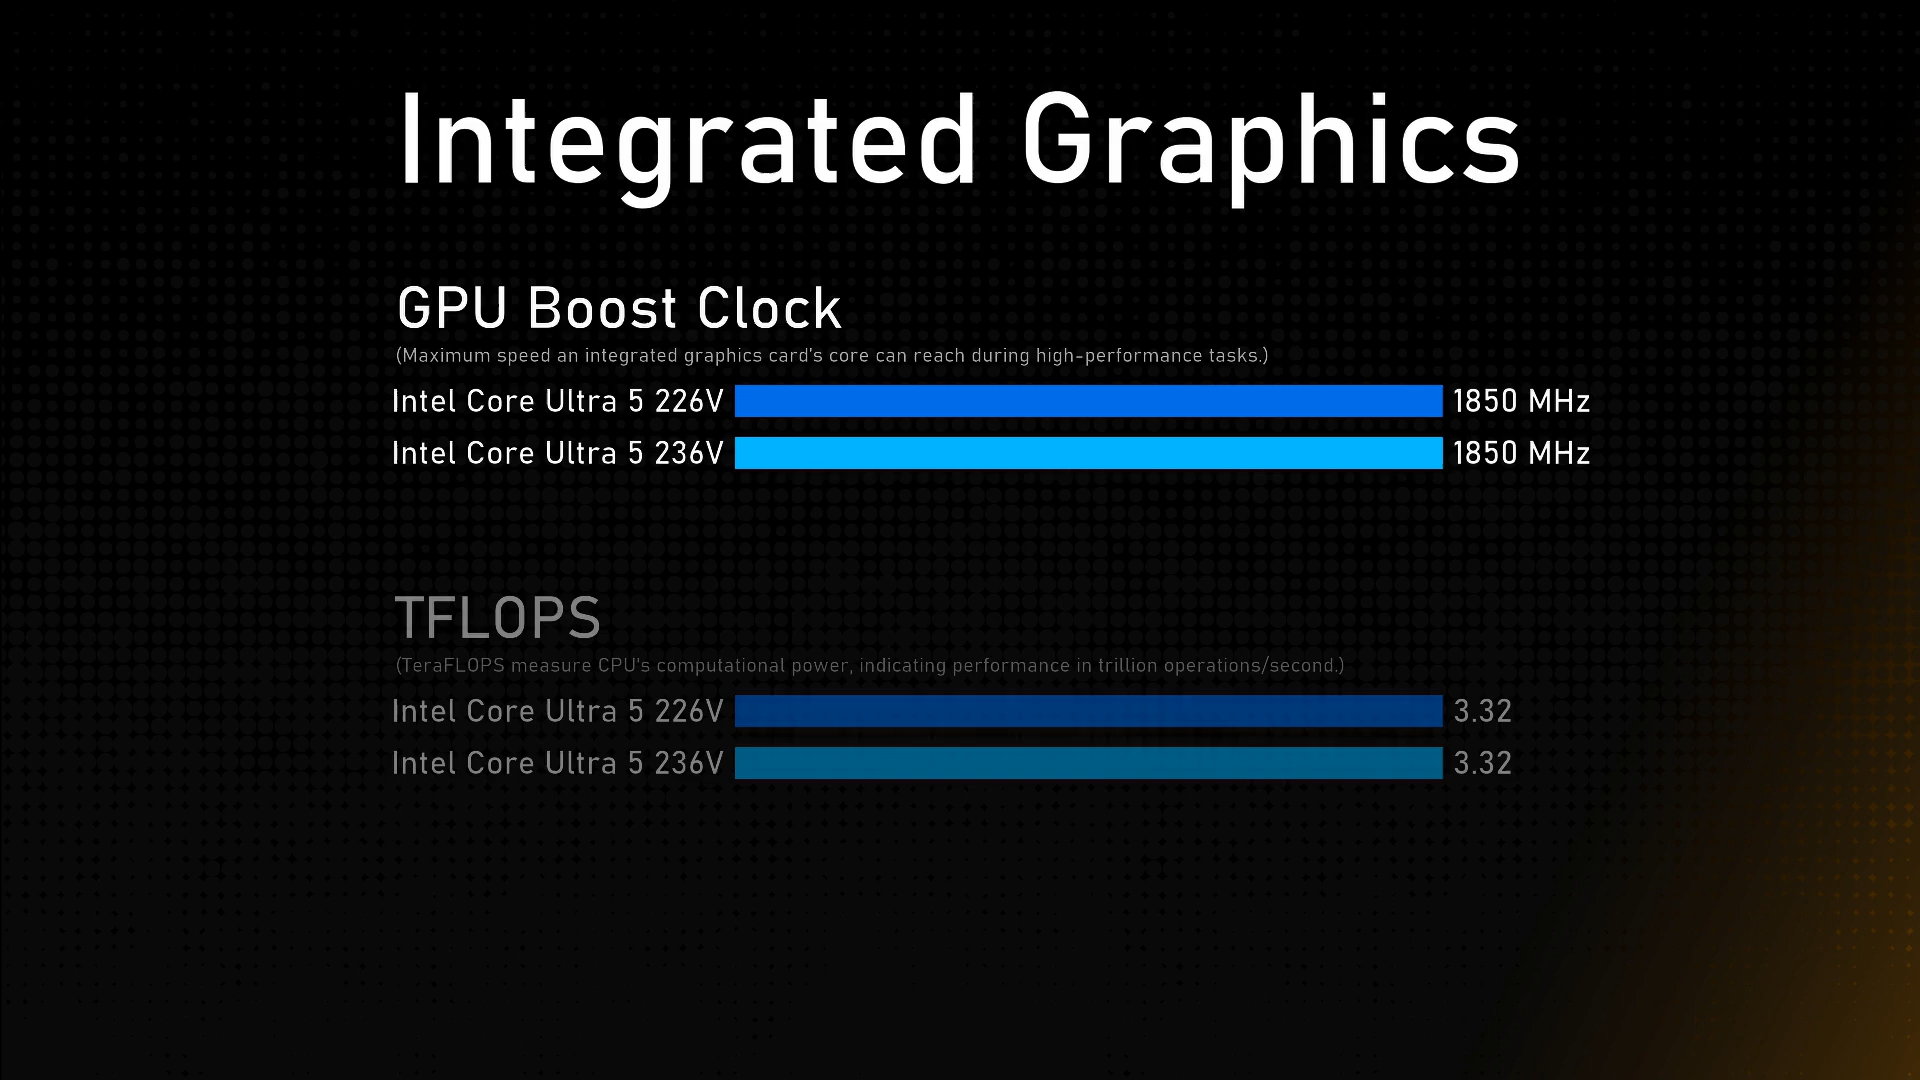 Integrated Graphics
GPU Boost Clock
(Maximum speed an integrated graphics card's core can reach during high-performance tasks.)
Intel Core Ultra 5 226V 1850 MHz
Intel Core Ultra 5 236V 1850 MHz
TFLOPS
(TeraFLOPS measure CPU's computational power, indicating performance in trillion operations/second.)
Intel Core Ultra 5 226V 3.32
Intel Core Ultra 5 236V 3.32